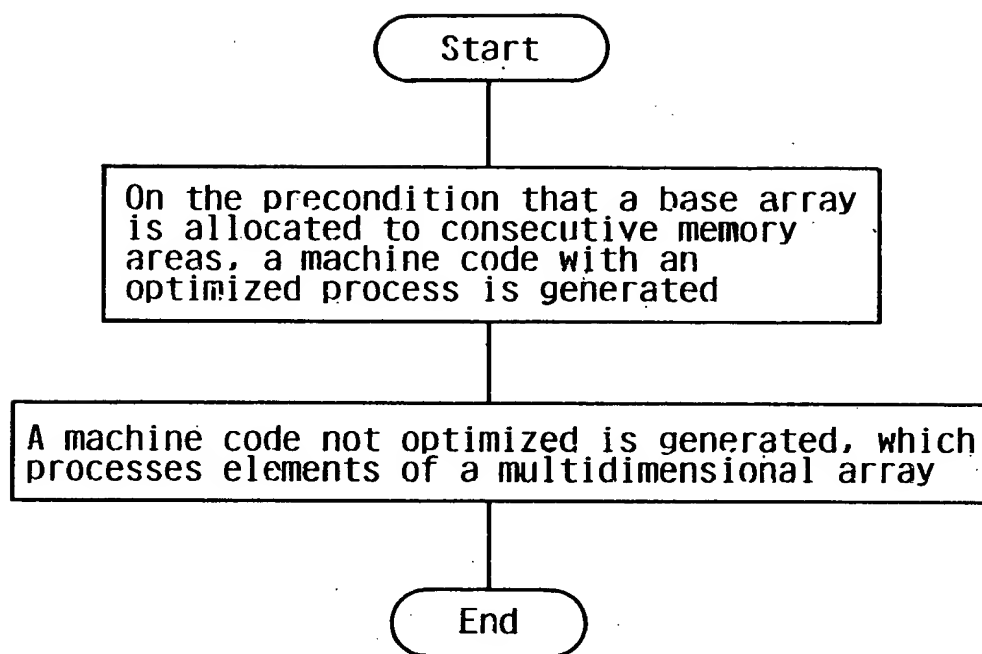 Start
On the precondition that a base array
is allocated to consecutive memory
areas, a machine code with an
optimized process is generated
A machine code not optimized is generated, which
processes elements of a multidimensional array
End